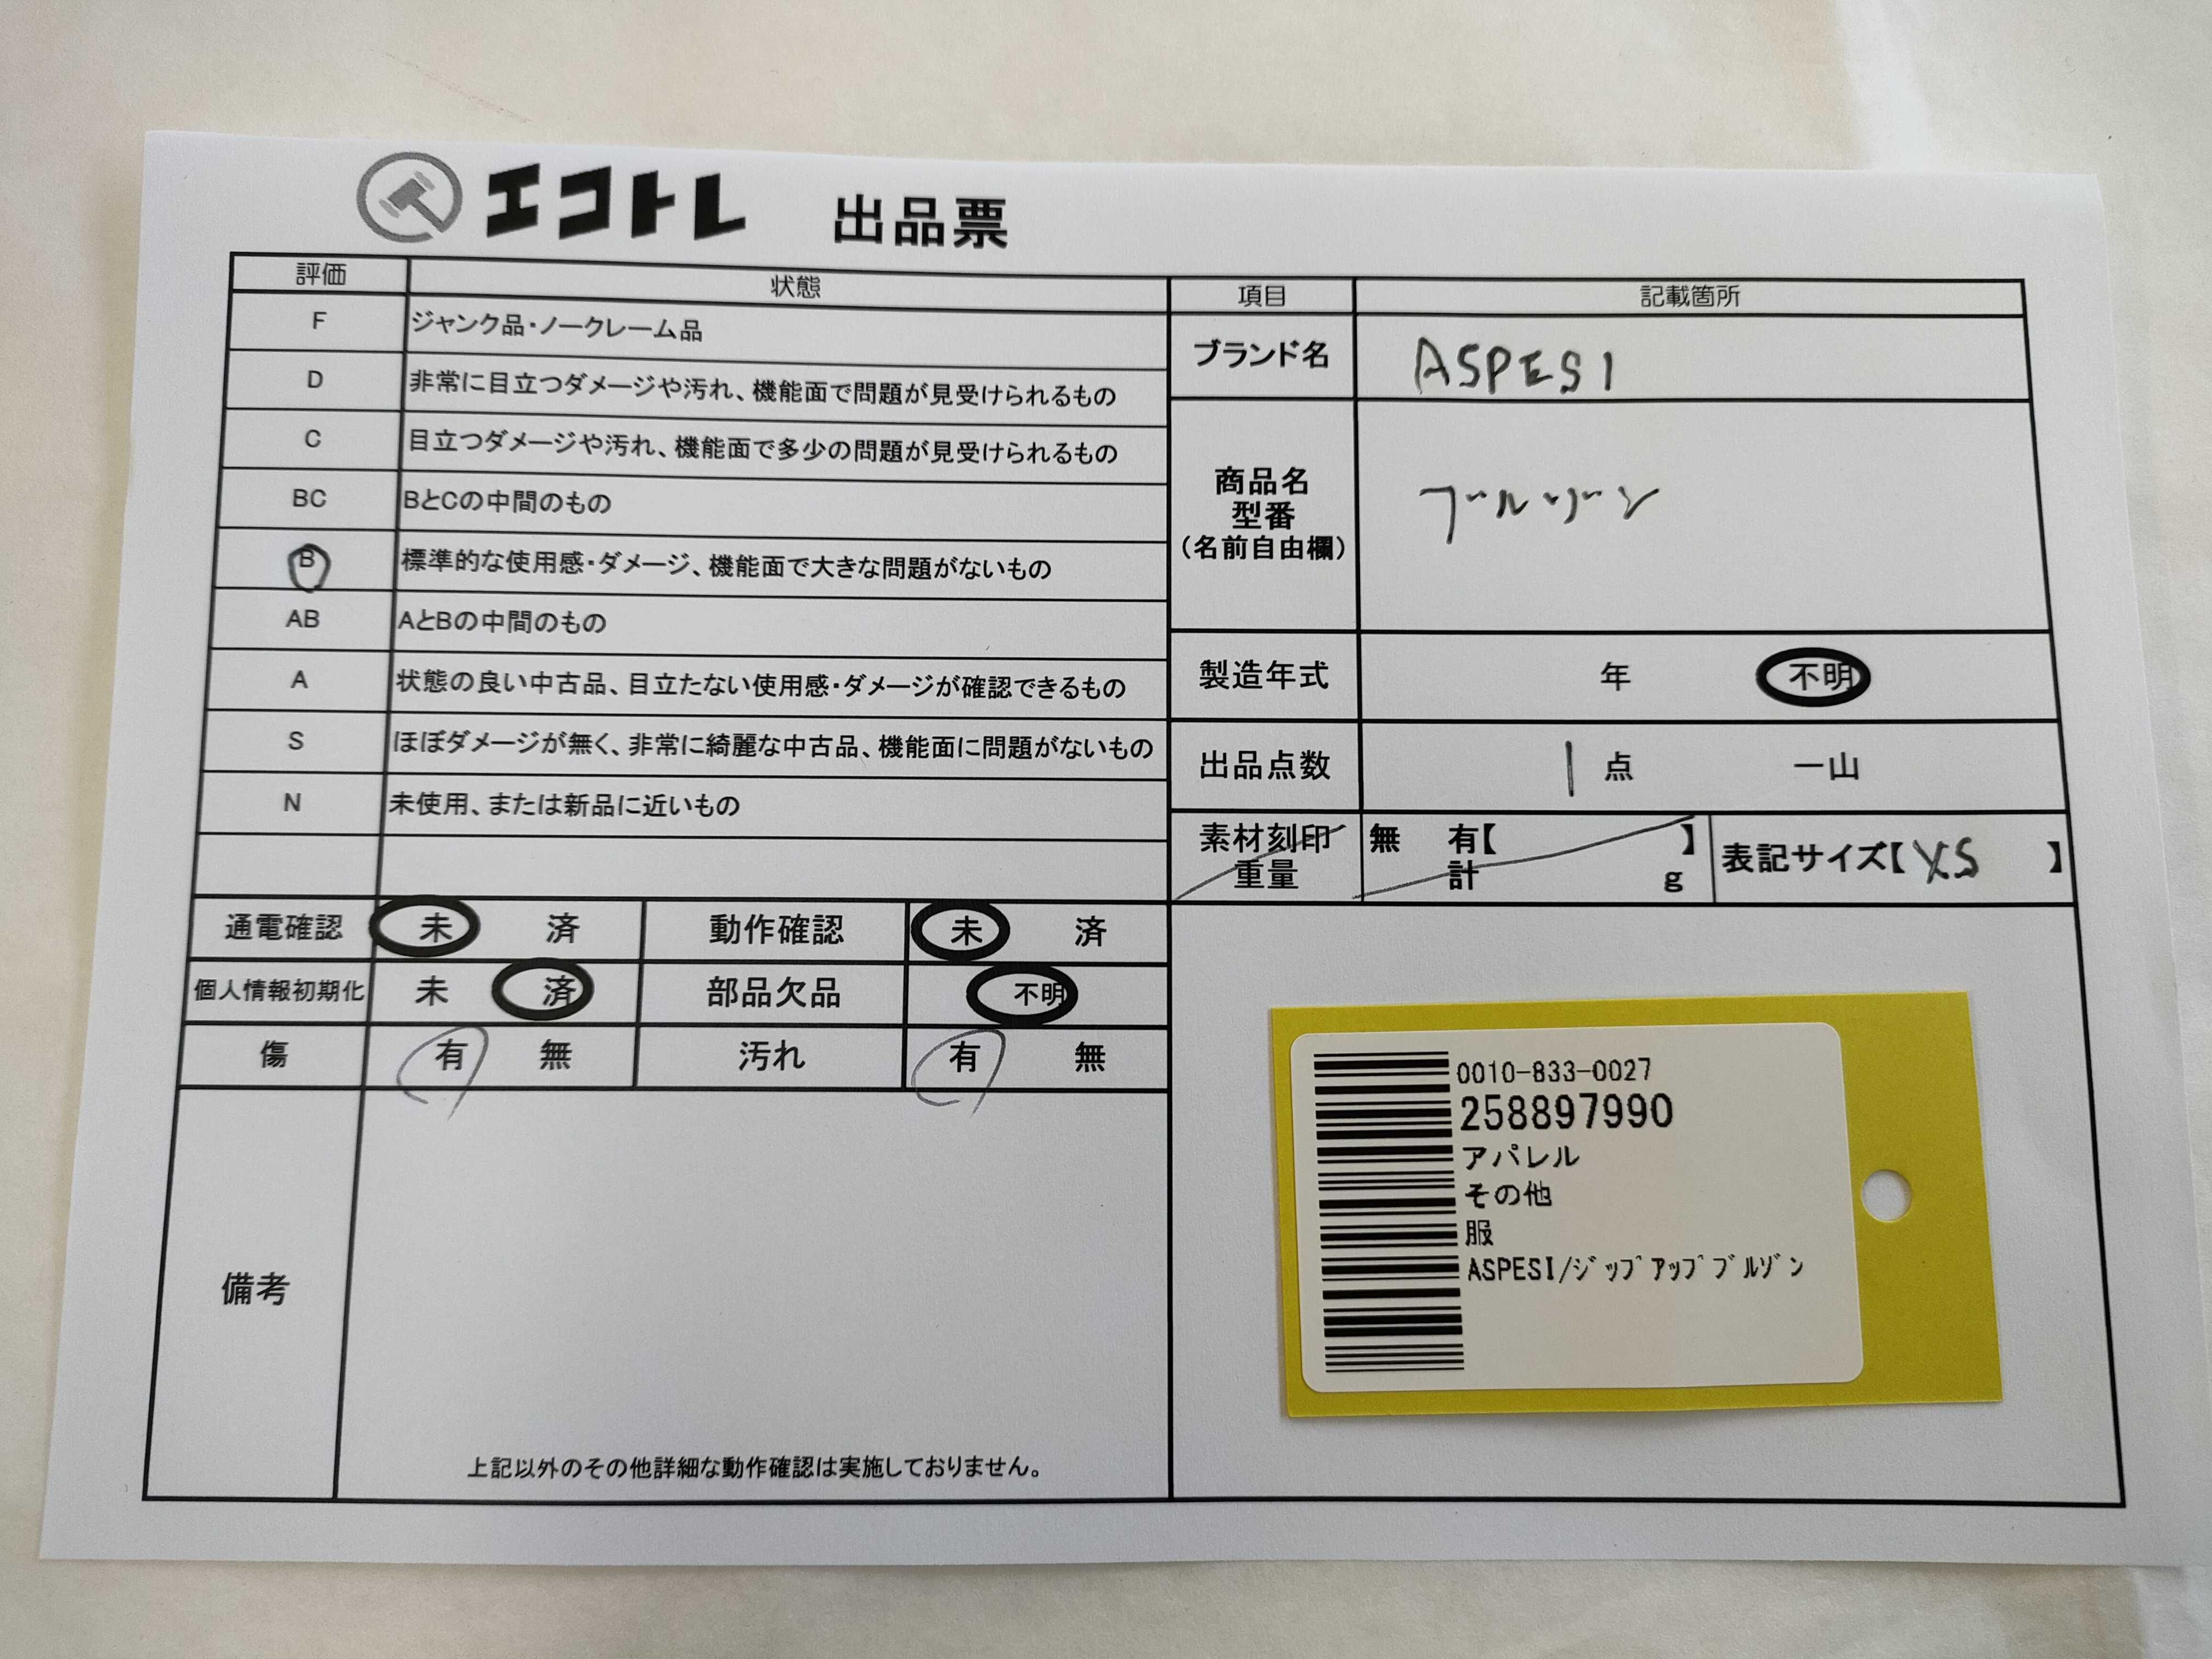 エコトレ 出品票
評価 状態
F ジャンク品・ノークレーム品
D 非常に目立つダメージや汚れ、機能面で問題が見受けられるもの
C 目立つダメージや汚れ、機能面で多少の問題が見受けられるもの
BC BとCの中間のもの
B 標準的な使用感・ダメージ、機能面で大きな問題がないもの
AB AとBの中間のもの
A 状態の良い中古品、目立たない使用感・ダメージが確認できるもの
S ほぼダメージが無く、非常に綺麗な中古品、機能面に問題がないもの
N 未使用、または新品に近いもの
通電確認 未 済 動作確認 未 済
個人情報初期化 未 済 部品欠品 不明
傷 有 無 汚れ 有 無
備考
上記以外のその他詳細な動作確認は実施しておりません。
項目 記載箇所
ブランド名 ASPESI
商品名
型番
(名前自由欄)
ブルゾン
製造年式 年 不明
出品点数 1 点 一山
素材刻印 無 有【 】
重量 計 g
表記サイズ【XS 】
0010-833-0027
258897990
アパレル
その他
服
ASPESI/ｼﾞｯﾌﾟｱｯﾌﾟﾌﾞﾙｿﾞﾝ